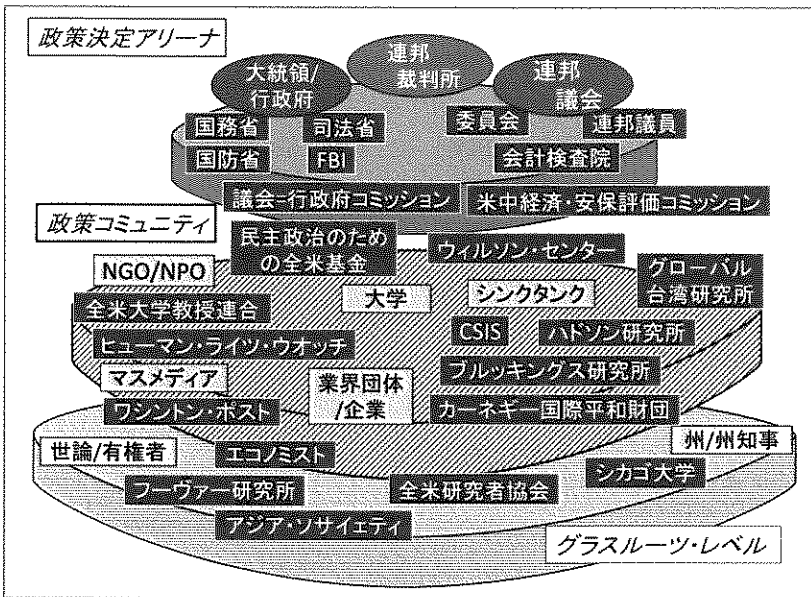 政策決定アリーナ
大統領/
行政府
連邦
裁判所
連邦
議会
国務省
司法省
委員会
連邦議員
国防省
FBI
会計検査院
議会-行政府コミッション
米中経済・安保評価コミッション
政策コミュニティ
民主政治のため
の全米基金
ウィルソン・センター
NGO/NPO
グローバル
台湾研究所
大学
シンクタンク
全米大学教授連合
CSIS
ハドソン研究所
ヒューマン・ライツ・ウオッチ
マスメディア
業界団体
/企業
ブルッキングス研究所
ワシントン・ポスト
カーネギー国際平和財団
世論/有権者
エコノミスト
州/州知事
フーヴァー研究所
全米研究者協会
シカゴ大学
アジア・ソサイェティ
グラスルーツ・レベル